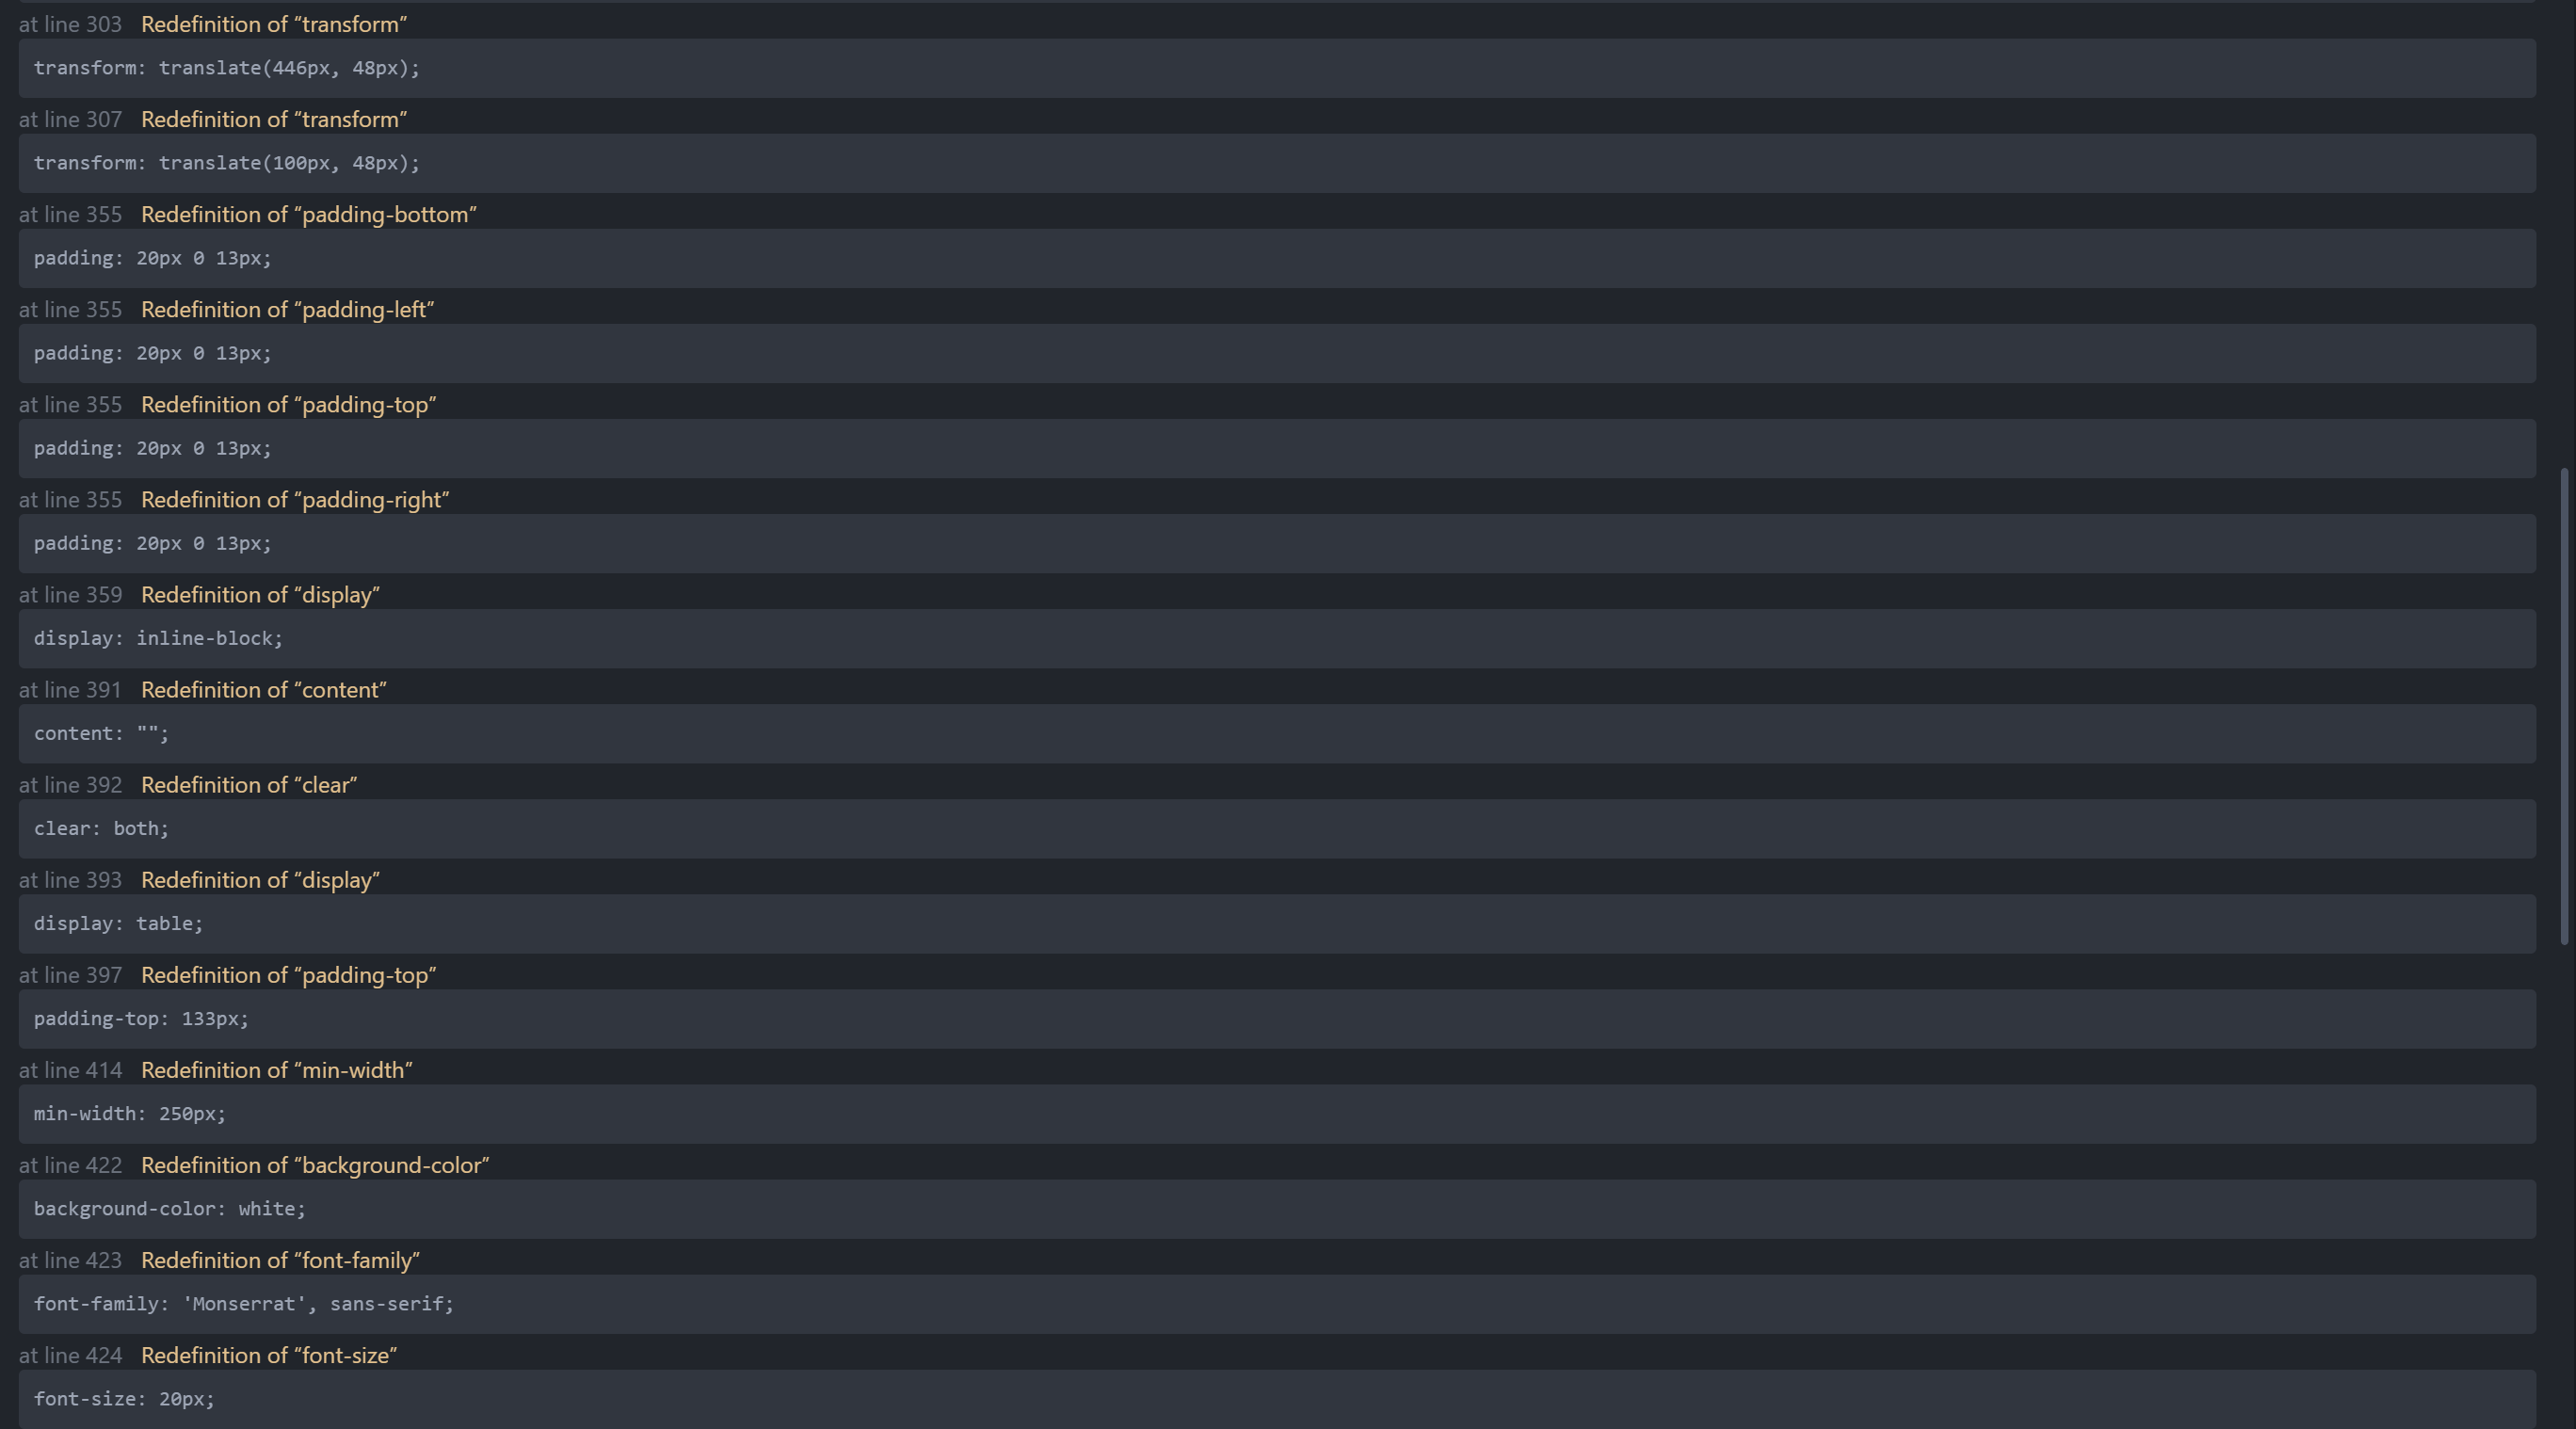 at line 303 Redefinition of “transform”
transform: translate(446px, 48px);
at line 307 Redefinition of “transform”
transform: translate(100px, 48px);
at line 355 Redefinition of “padding-bottom”
padding: 20px 0 13px;
at line 355 Redefinition of “padding-left”
padding: 20px 0 13px;
at line 355 Redefinition of “padding-top”
padding: 20px 0 13px;
at line 355 Redefinition of “padding-right”
padding: 20px 0 13px;
at line 359 Redefinition of “display”
display: inline-block;
at line 391 Redefinition of “content”
content: "";
at line 392 Redefinition of “clear”
clear: both;
at line 393 Redefinition of “display”
display: table;
at line 397 Redefinition of “padding-top”
padding-top: 133px;
at line 414 Redefinition of “min-width”
min-width: 250px;
at line 422 Redefinition of “background-color”
background-color: white;
at line 423 Redefinition of “font-family”
font-family: 'Monserrat', sans-serif;
at line 424 Redefinition of “font-size”
font-size: 20px;